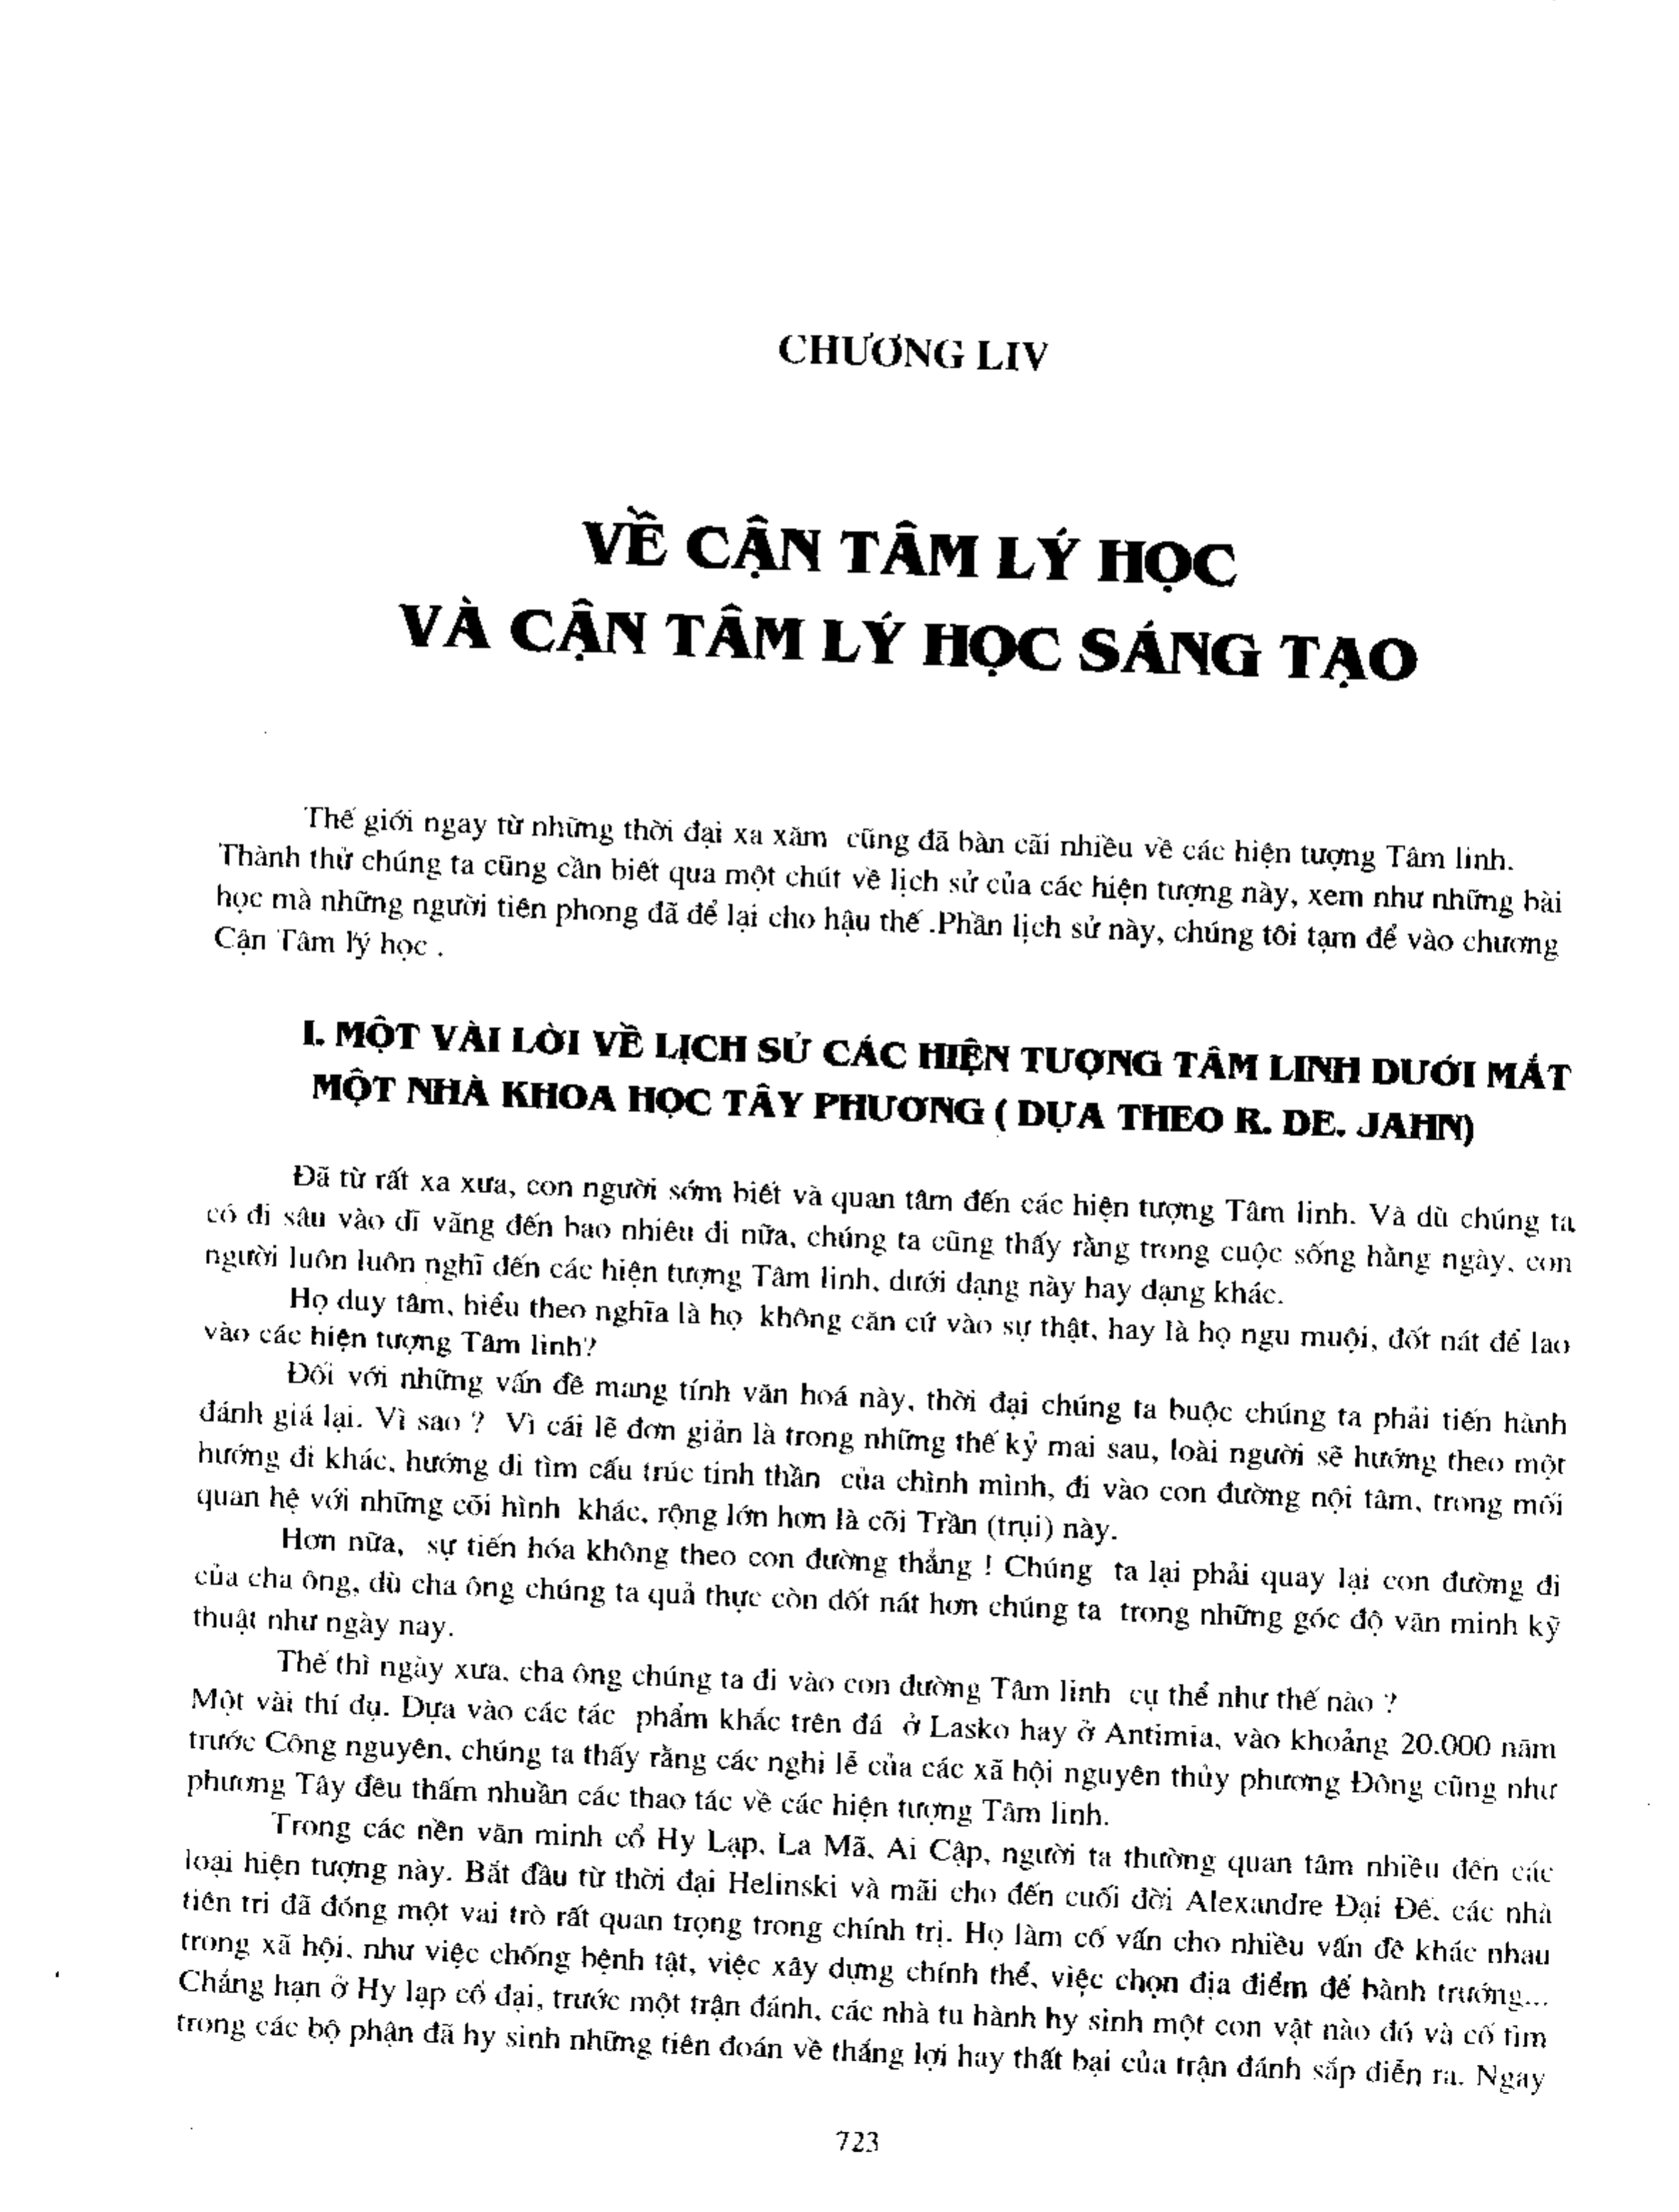 CHƯƠNG LIV
VỀ CẬN TÂM LÝ HỌC
VÀ CẬN TÂM LÝ HỌC SÁNG TẠO
Thế giới ngay từ những thời đại xa xăm cũng đã bàn cãi nhiều về các hiện tượng Tâm linh.
Thành thử chúng ta cũng cần biết qua một chút về lịch sử của các hiện tượng này, xem như những bài
học mà những người tiên phong đã để lại cho hậu thế .Phần lịch sử này, chúng tôi tạm để vào chương
Cận Tâm lý học .
I. MỘT VÀI LỜI VỀ LỊCH SỬ CÁC HIỆN TƯỢNG TÂM LINH DƯỚI MẮT
MỘT NHÀ KHOA HỌC TÂY PHƯƠNG ( DỰA THEO R. DE. JAHN)
Đã từ rất xa xưa, con người sớm biết và quan tâm đến các hiện tượng Tâm linh. Và dù chúng ta
có đi sâu vào dĩ vãng đến bao nhiêu đi nữa, chúng ta cũng thấy rằng trong cuộc sống hằng ngày, con
người luôn luôn nghĩ đến các hiện tượng Tâm linh, dưới dạng này hay dạng khác.
Họ duy tâm, hiểu theo nghĩa là họ không căn cứ vào sự thật, hay là họ ngu muội, đốt nát để lao
vào các hiện tượng Tâm linh?
Đối với những vấn đề mang tính văn hoá này, thời đại chúng ta buộc chúng ta phải tiến hành
đánh giá lại. Vì sao ? Vì cái lẽ đơn giản là trong những thế kỷ mai sau, loài người sẽ hướng theo một
hướng đi khác, hướng di tìm cấu trúc tinh thần của chình mình, đi vào con đường nội tâm, trong mối
quan hệ với những cõi hình khác, rộng lớn hơn là cõi Trần (trụi) này.
Hơn nữa, sự tiến hóa không theo con đường thẳng ! Chúng ta lại phải quay lại con đường đi
của cha ông, dù cha ông chúng ta quả thực còn dốt nát hơn chúng ta trong những góc độ văn minh kỹ
thuật như ngày nay.
Thế thì ngày xưa, cha ông chúng ta đi vào con đường Tâm linh cụ thể như thế nào ?
Một vài thí dụ. Dựa vào các tác phẩm khắc trên đá ở Lasko hay ở Antimia, vào khoảng 20.000 năm
trước Công nguyên, chúng ta thấy rằng các nghi lễ của các xã hội nguyên thủy phương Đông cũng như
phương Tây đều thấm nhuần các thao tác về các hiện tượng Tâm linh.
Trong các nền văn minh cổ Hy Lạp, La Mã, Ai Cập, người ta thường quan tâm nhiều đến các
loại hiện tượng này. Bắt đầu từ thời đại Helinski và mãi cho đến cuối đời Alexandre Đại Đế, các nhà
tiên tri đã đóng một vai trò rất quan trọng trong chính trị. Họ làm cố vấn cho nhiều vấn đề khác nhau
trong xã hội, như việc chống bệnh tật, việc xây dựng chính thể, việc chọn địa điểm để bành trướng...
Chẳng hạn ở Hy lạp cổ đại, trước một trận đánh, các nhà tu hành hy sinh một con vật nào đó và cố tìm
trong các bộ phận đã hy sinh những tiên đoán về thắng lợi hay thất bại của trận đánh sắp diễn ra. Ngay
723